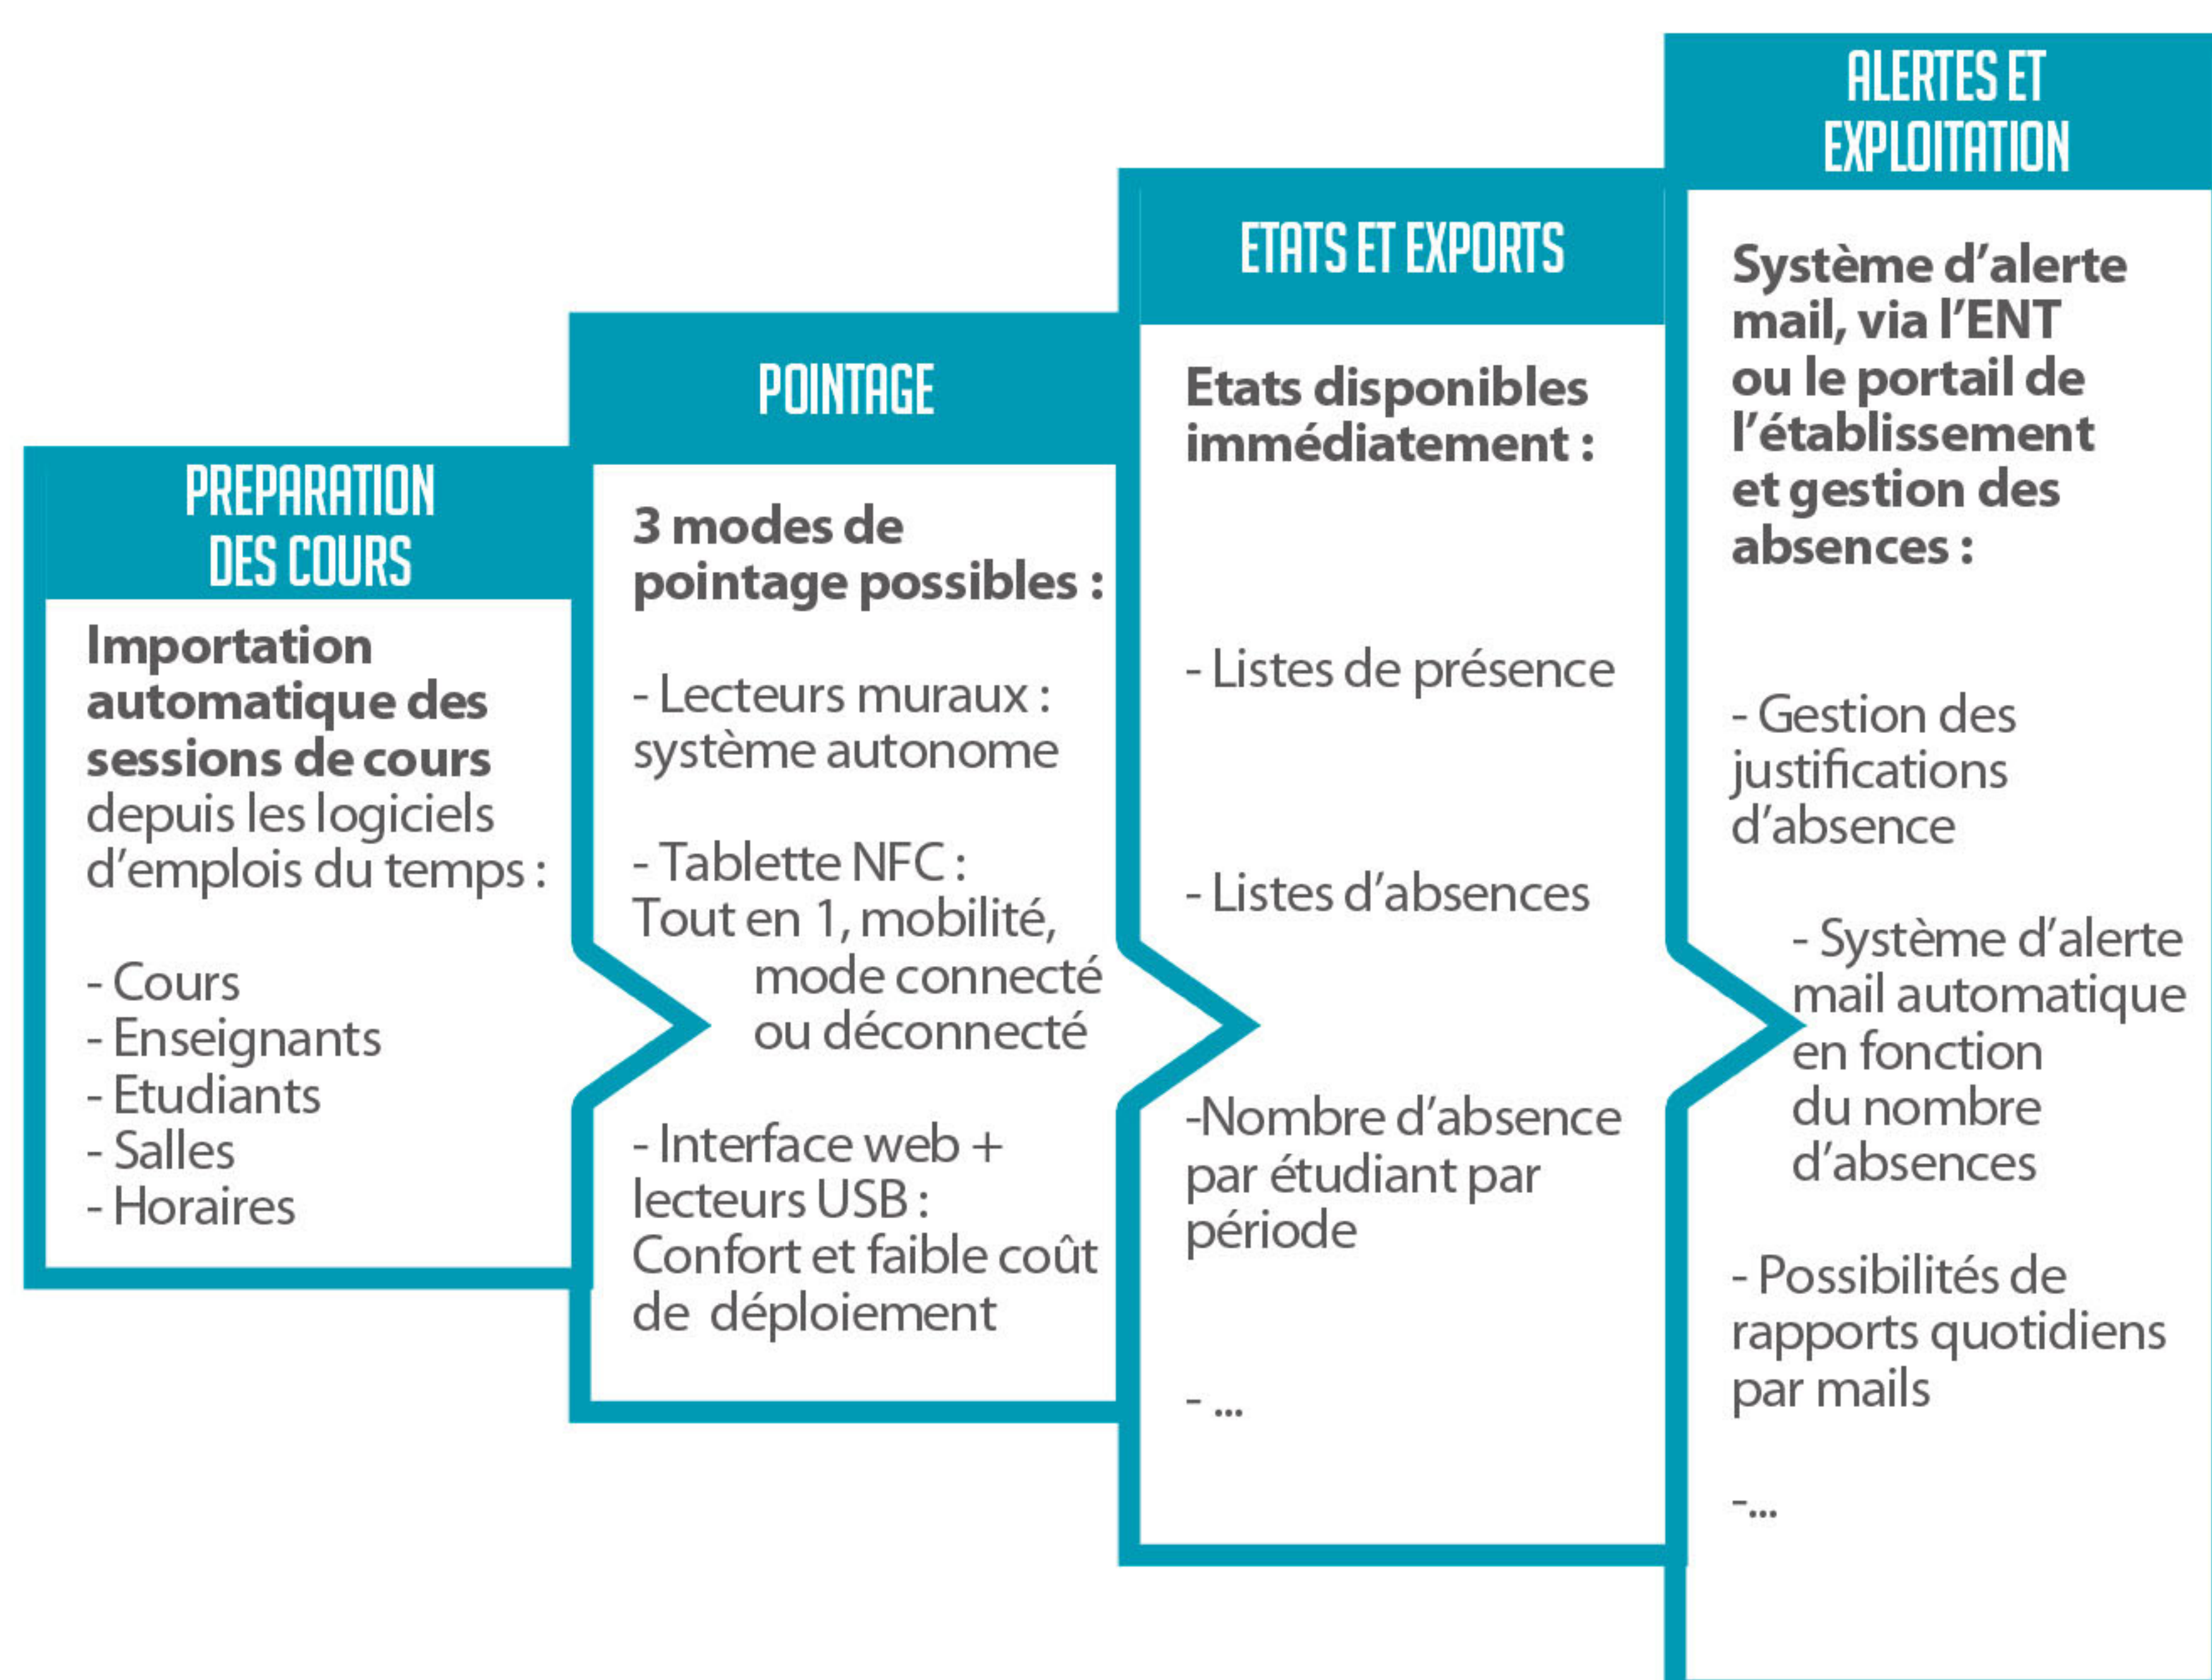 PREPARATION
DES COURS
Importation
automatique des
sessions de cours
depuis les logiciels
d'emplois du temps :
- Cours
- Enseignants
- Etudiants
- Salles
- Horaires
POINTAGE
3 modes de
pointage possibles :
- Lecteurs muraux :
système autonome
- Tablette NFC :
Tout en 1, mobilité,
mode connecté
ou déconnecté
- Interface web +
lecteurs USB :
Confort et faible coût
de déploiement
ETATS ET EXPORTS
Etats disponibles
immédiatement :
- Listes de présence
- Listes d'absences
-Nombre d'absence
par étudiant par
période
- ...
ALERTES ET
EXPLOITATION
Système d'alerte
mail, via l'ENT
ou le portail de
l'établissement
et gestion des
absences :
- Gestion des
justifications
d'absence
- Système d'alerte
mail automatique
en fonction
du nombre
d'absences
- Possibilités de
rapports quotidiens
par mails
-...